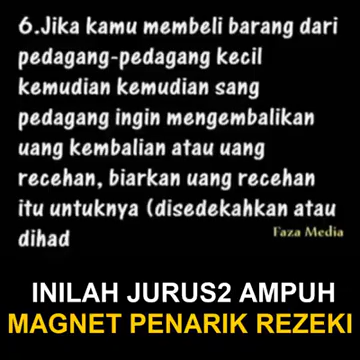 6.Jika kamu membeli barang dari
pedagang-pedagang kecil
kemudian kemudian sang
pedagang ingin mengembalikan
uang kembalian atau uang
recehan, biarkan uang recehan
itu untuknya (disedekahkan atau
dihad
Faza Media
INILAH JURUS2 AMPUH
MAGNET PENARIK REZEKI